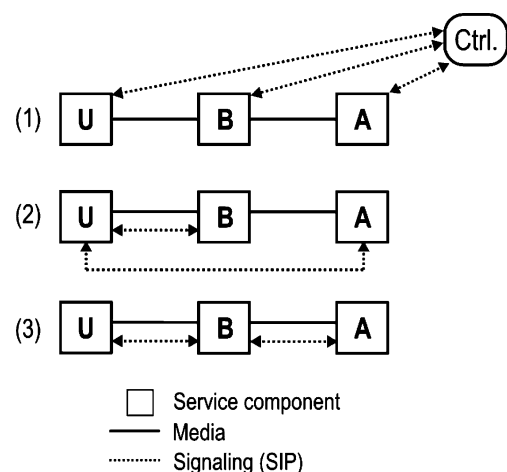 Ctrl.
(1) U B A
(2) U B A
(3) U B A
Service component
Media
Signaling (SIP)